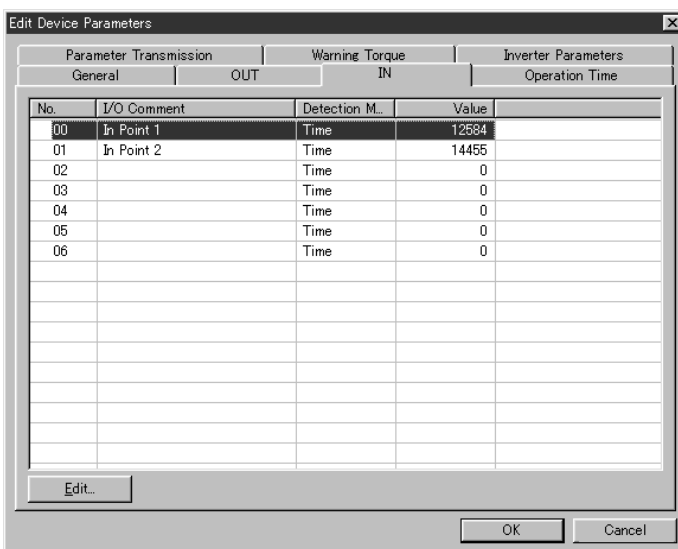 Edit Device Parameters
Parameter Transmission Warning Torque Inverter Parameters
General OUT IN Operation Time
No. I/O Comment Detection M... Value
00 In Point 1 Time 12584
01 In Point 2 Time 14455
02 Time 0
03 Time 0
04 Time 0
05 Time 0
06 Time 0
Edit...
OK Cancel